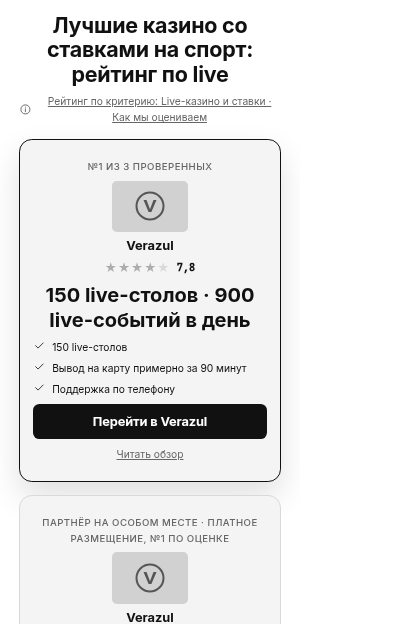 Лучшие казино со
ставками на спорт:
рейтинг по live
Рейтинг по критерию: Live-казино и ставки ·
Как мы оцениваем
№1 ИЗ 3 ПРОВЕРЕННЫХ
V
Verazul
7,8
150 live-столов · 900
live-событий в день
150 live-столов
Вывод на карту примерно за 90 минут
Поддержка по телефону
Перейти в Verazul
Читать обзор
ПАРТНЁР НА ОСОБОМ МЕСТЕ · ПЛАТНОЕ
РАЗМЕЩЕНИЕ, №1 ПО ОЦЕНКЕ
V
Verazul